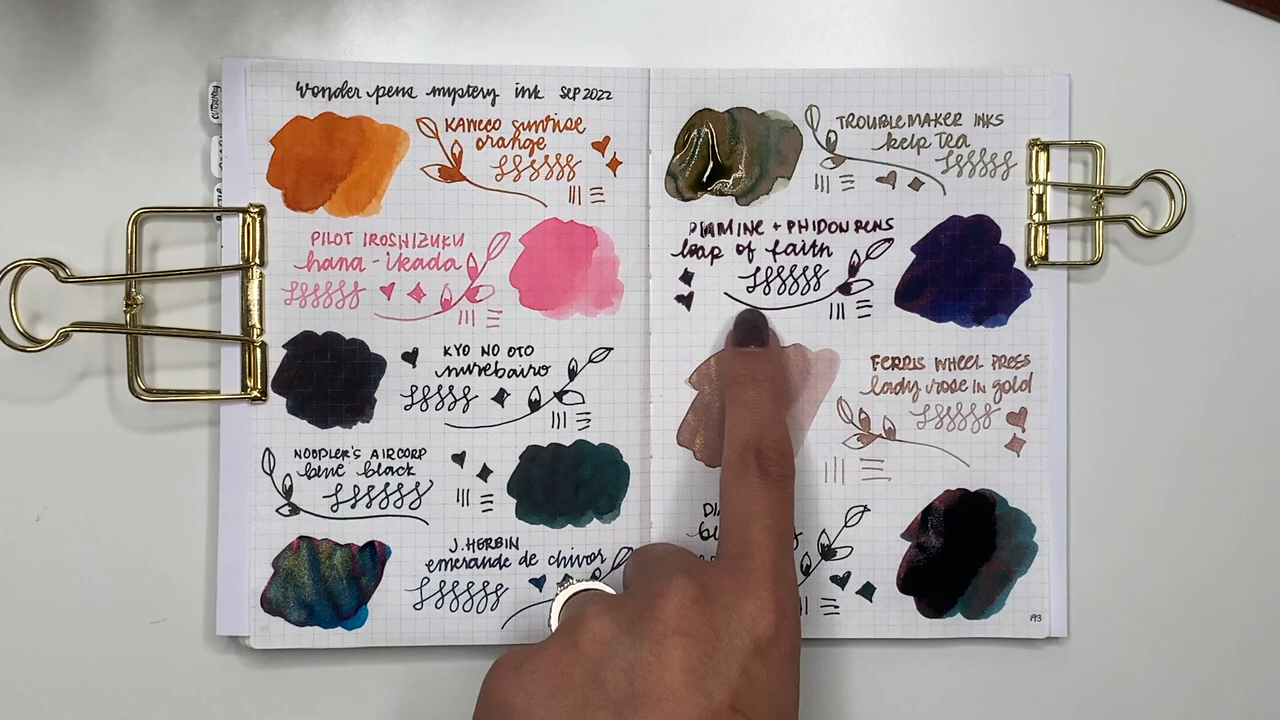 Wonder pens mystery ink SEP 2022
KAWECO sunrise
orange
PILOT IROSHIZUKU
hana-ikada
KYO NO OTO
nurebairo
NOODLER'S AIRCORP
blue black
J. HERBIN
emerande de chivor
TROUBLEMAKER INKS
kelp tea
DIAMINE + PHIDON PENS
leap of faith
FERRIS WHEEL PRESS
lady rose in gold
193